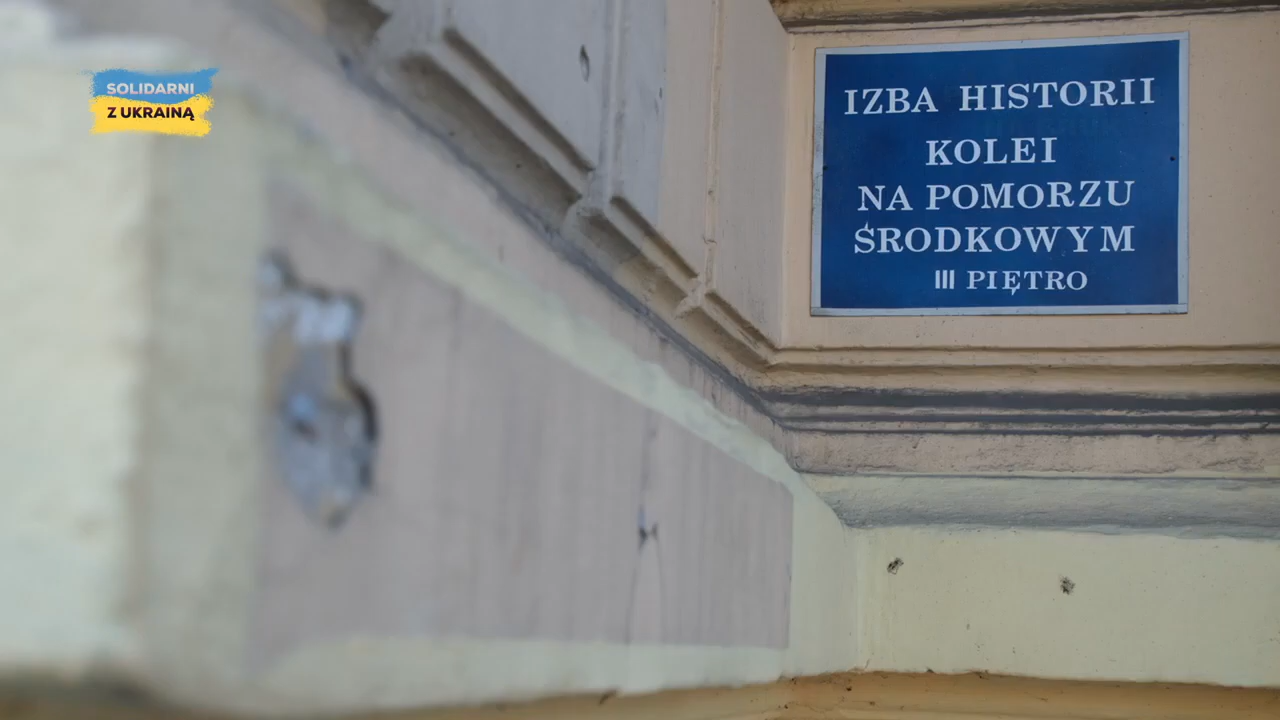 SOLIDARNI
Z UKRAINĄ
IZBA HISTORII
KOLEI
NA POMORZU
ŚRODKOWYM
III PIĘTRO